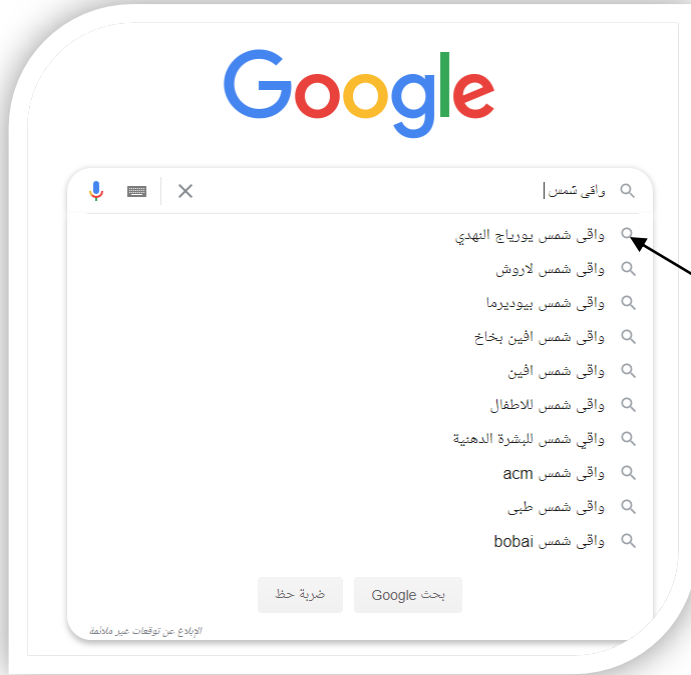 Google
واقى شمس
واقى شمس يورياج النهدي
واقى شمس لاروش
واقى شمس بيوديرما
واقى شمس افين بخاخ
واقى شمس افين
واقى شمس للاطفال
واقي شمس للبشرة الدهنية
واقى شمس acm
واقى شمس طبى
واقى شمس bobai
بحث Google ضربة حظ
الإبلاغ عن توقعات غير ملائمة